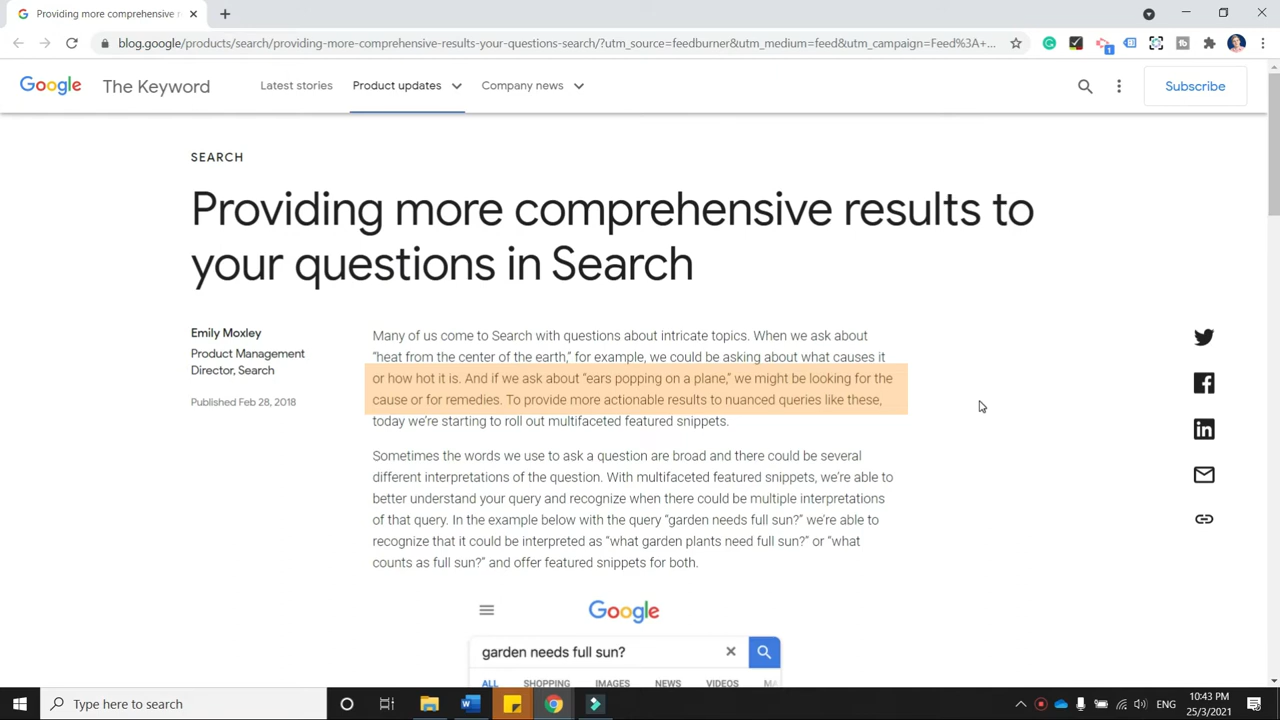 Providing more comprehensive r
blog.google/products/search/providing-more-comprehensive-results-your-questions-search/?utm_source=feedburner&utm_medium=feed&utm_campaign=Feed%3A+...
1
Google The Keyword Latest stories Product updates Company news Subscribe
SEARCH
Providing more comprehensive results to
your questions in Search
Emily Moxley
Product Management
Director, Search
Published Feb 28, 2018
Many of us come to Search with questions about intricate topics. When we ask about
“heat from the center of the earth,” for example, we could be asking about what causes it
or how hot it is. And if we ask about “ears popping on a plane,” we might be looking for the
cause or for remedies. To provide more actionable results to nuanced queries like these,
today we’re starting to roll out multifaceted featured snippets.
Sometimes the words we use to ask a question are broad and there could be several
different interpretations of the question. With multifaceted featured snippets, we’re able to
better understand your query and recognize when there could be multiple interpretations
of that query. In the example below with the query “garden needs full sun?” we’re able to
recognize that it could be interpreted as “what garden plants need full sun?” or “what
counts as full sun?” and offer featured snippets for both.
Google
garden needs full sun?
ALL SHOPPING IMAGES NEWS VIDEOS MA
Type here to search
ENG
10:43 PM
25/3/2021